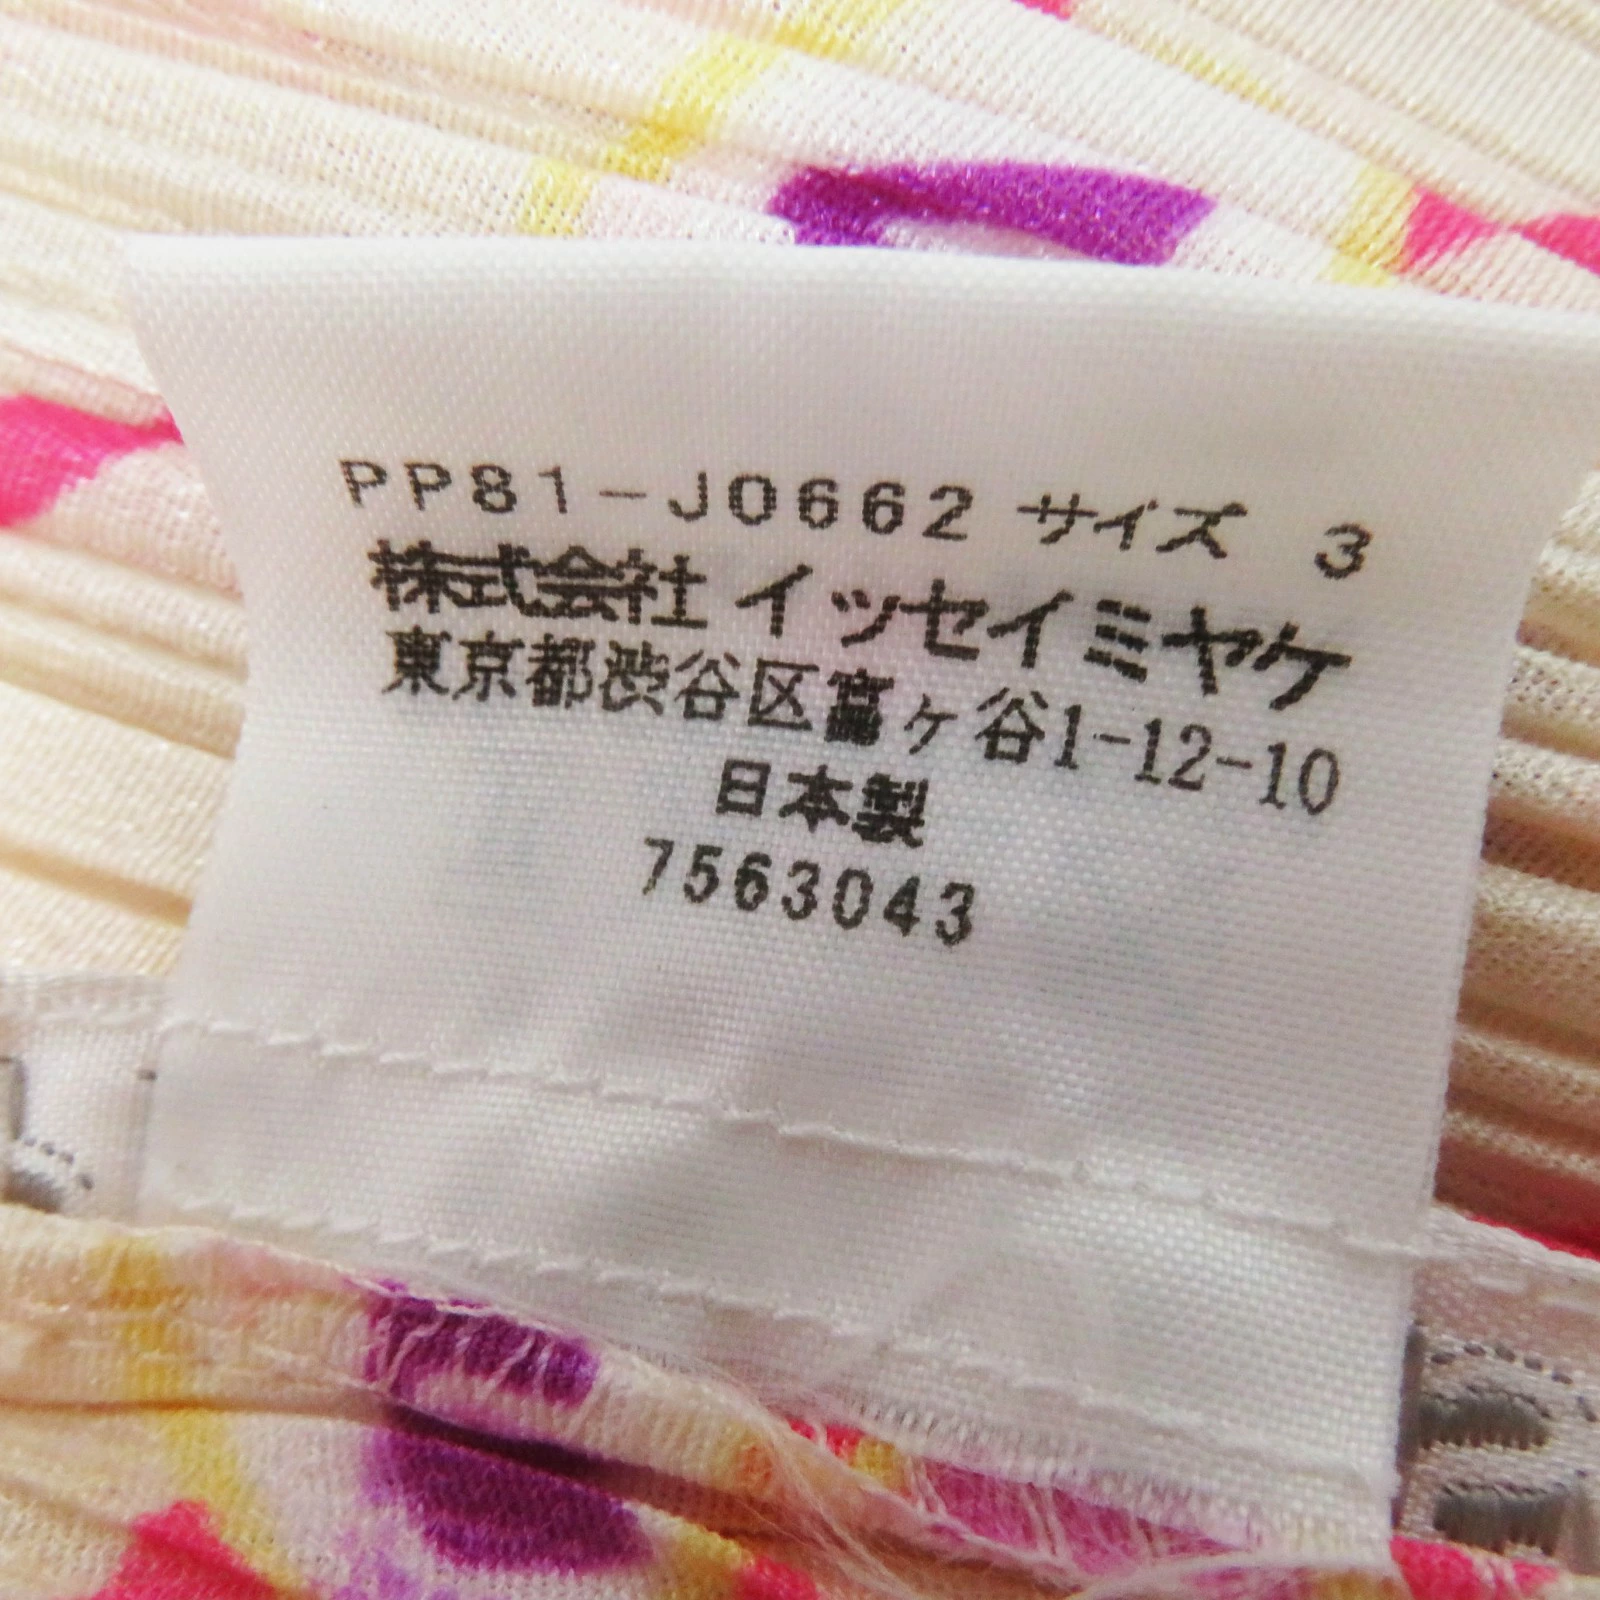 PP81-J0662 サイズ 3
株式会社 イッセイミヤケ
東京都渋谷区富ヶ谷1-12-10
日本製
7563043